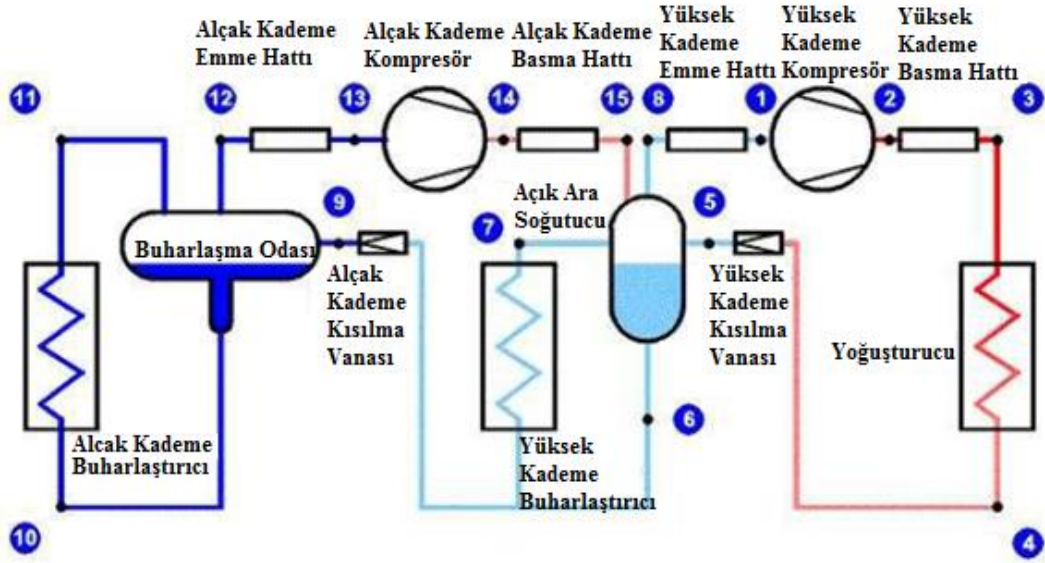 Alçak Kademe
Emme Hattı
Alçak Kademe
Kompresör
Alçak Kademe
Basma Hattı
Yüksek
Kademe
Emme Hattı
Yüksek
Kademe
Kompresör
Yüksek
Kademe
Basma Hattı
11
12
13
14
15
8
1
2
3
Buharlaşma Odası
9
Alçak
Kademe
Kısılma
Vanası
7
Açık Ara
Soğutucu
5
Yüksek
Kademe
Kısılma
Vanası
Yoğuşturucu
6
Alcak Kademe
Buharlaştırıcı
Yüksek
Kademe
Buharlaştırıcı
10
4